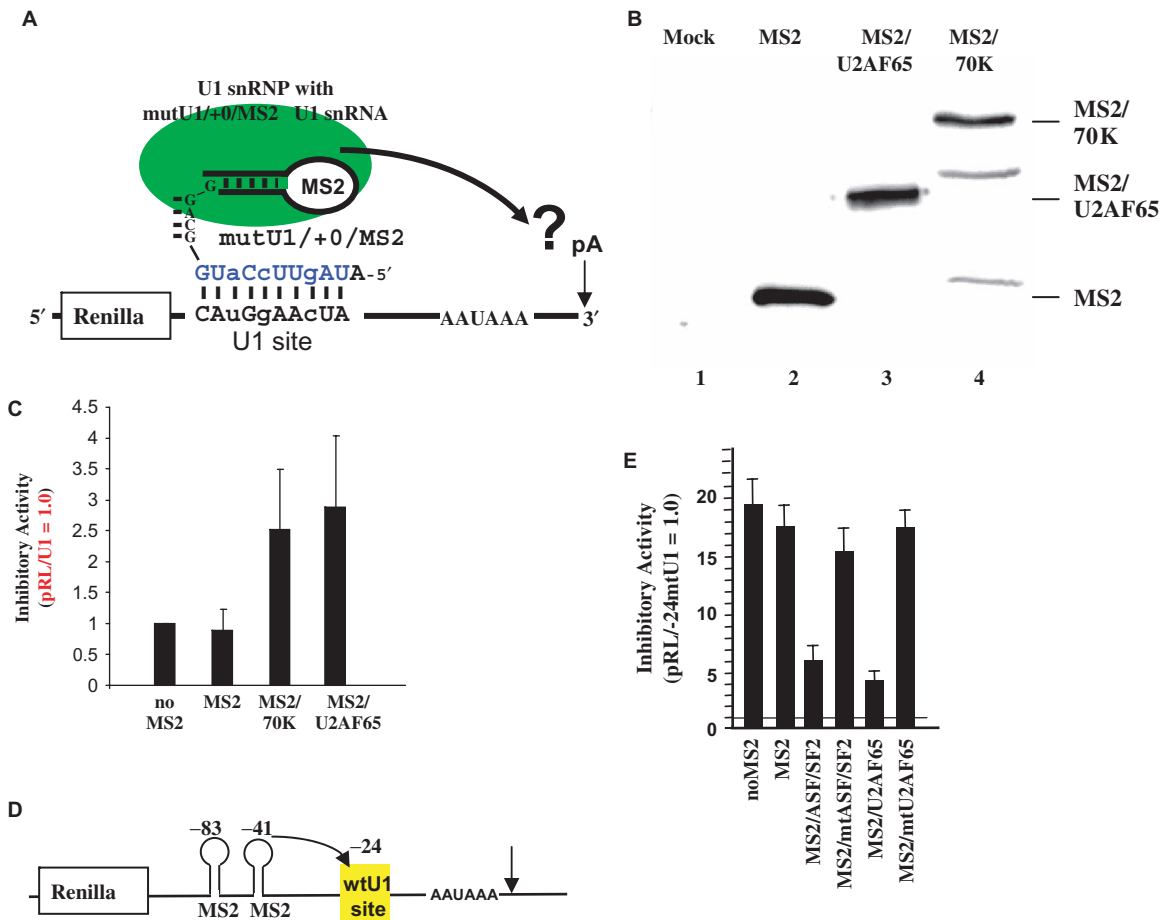 A
U1 snRNP with
mutU1/+0/MS2 U1 snRNA
MS2
G
G
A
C
G
mutU1/+0/MS2
?
pA
GUaCcUUgAUA-5′
5′
Renilla
CAuGgAAcUA
AAUAAA
3′
U1 site
B
Mock
MS2
MS2/
U2AF65
MS2/
70K
MS2/
70K
MS2/
U2AF65
MS2
1
2
3
4
C
Inhibitory Activity
(pRL/U1 = 1.0)
4.5
4
3.5
3
2.5
2
1.5
1
0.5
0
no
MS2
MS2
MS2/
70K
MS2/
U2AF65
D
−83
−41
−24
Renilla
MS2
MS2
wtU1
site
AAUAAA
E
Inhibitory Activity
(pRL/-24mtU1 = 1.0)
20
15
10
5
0
noMS2
MS2
MS2/ASF/SF2
MS2/mtASF/SF2
MS2/U2AF65
MS2/mtU2AF65